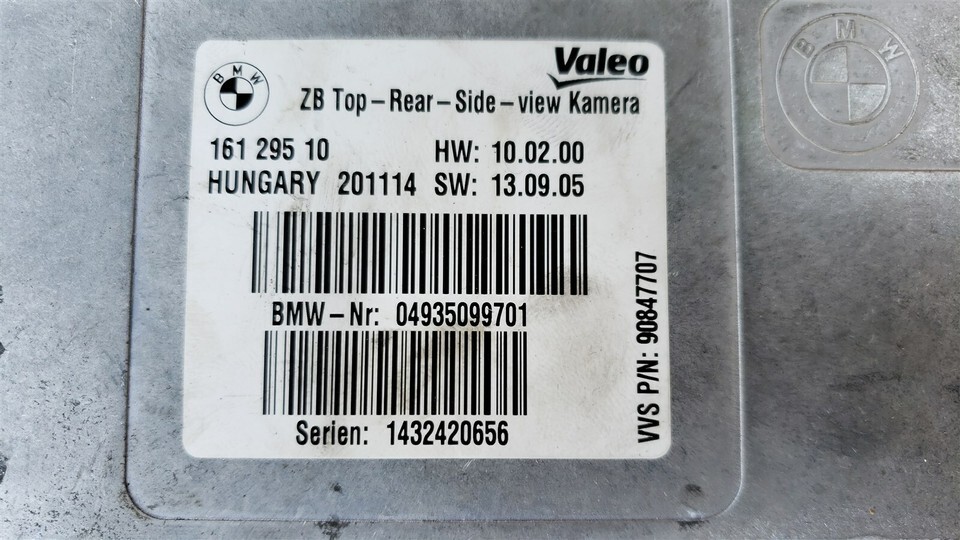 BMW
Valeo
ZB Top-Rear-Side-view Kamera
161 295 10 HW: 10.02.00
HUNGARY 201114 SW: 13.09.05
BMW-Nr: 04935099701
Serien: 1432420656
VVS P/N: 90847707
BMW